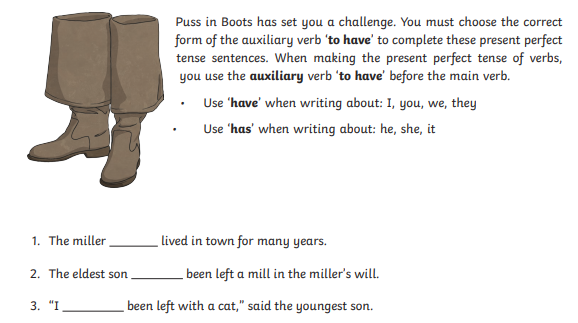 Puss in Boots has set you a challenge. You must choose the correct
form of the auxiliary verb ‘to have’ to complete these present perfect
tense sentences. When making the present perfect tense of verbs,
you use the auxiliary verb ‘to have’ before the main verb.
• Use ‘have’ when writing about: I, you, we, they
• Use ‘has’ when writing about: he, she, it
1. The miller ________ lived in town for many years.
2. The eldest son ________ been left a mill in the miller’s will.
3. “I __________ been left with a cat,” said the youngest son.